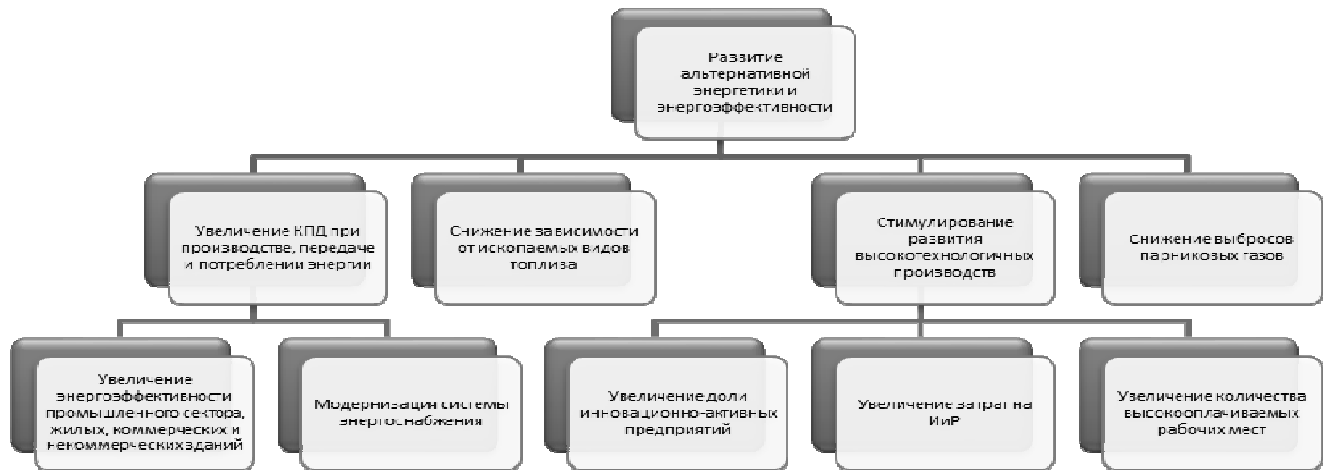 Развитие
альтернативной
энергетики и
энергоэффективности
Увеличение КПД при
производстве, передаче
и потреблении энергии
Снижение зависимости
от ископаемых видов
топлива
Стимулирование
развития
высокотехнологичных
производств
Снижение выбросов
парниковых газов
Увеличение
энергоэффективности
промышленного сектора,
жилых, коммерческих и
некоммерческих зданий
Модернизация системы
энергоснабжения
Увеличение доли
инновационно-активных
предприятий
Увеличение затрат на
ИиР
Увеличение количества
высокооплачиваемых
рабочих мест